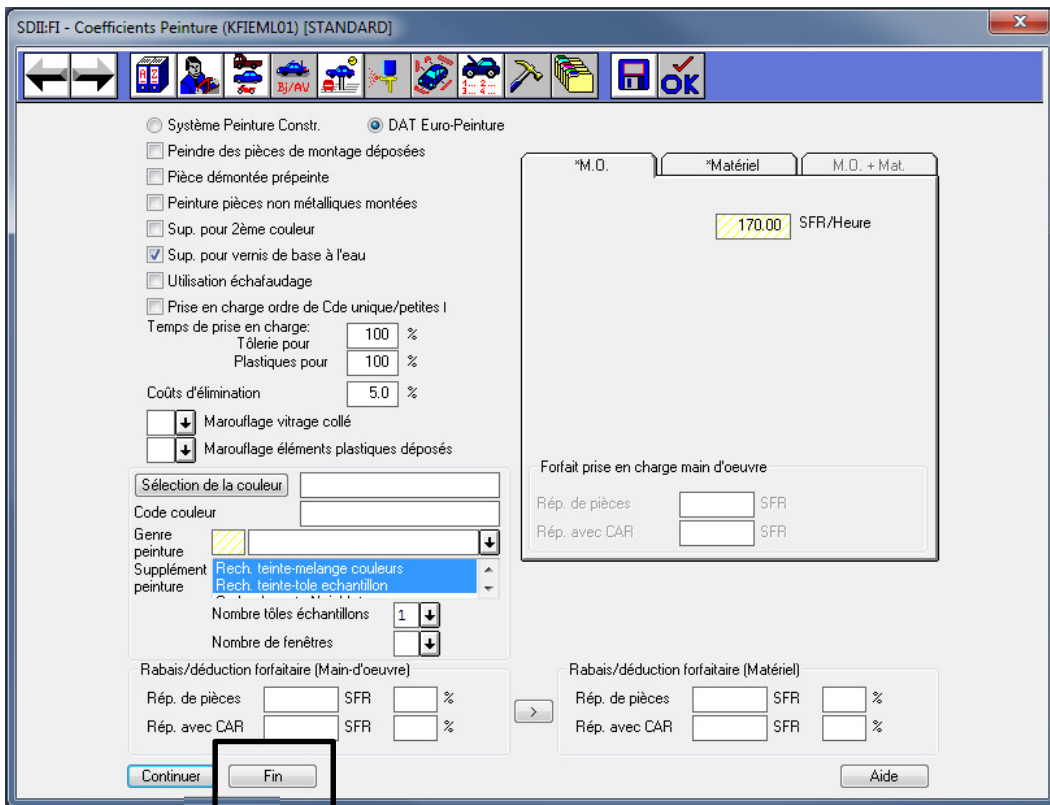 SDII:FI - Coefficients Peinture (KFIEML01) [STANDARD]
AZ
Bj/AV
3... 4...
OK
Système Peinture Constr.
DAT Euro-Peinture
Peindre des pièces de montage déposées
Pièce démontée prépeinte
Peinture pièces non métalliques montées
Sup. pour 2ème couleur
Sup. pour vernis de base à l'eau
Utilisation échafaudage
Prise en charge ordre de Cde unique/petites
Temps de prise en charge:
Tôlerie pour 100 %
Plastiques pour 100 %
Coûts d'élimination 5.0 %
Marouflage vitrage collé
Marouflage éléments plastiques déposés
Sélection de la couleur
Code couleur
Genre
peinture
Supplément
peinture
Rech. teinte-melange couleurs
Rech. teinte-tole echantillon
Nombre tôles échantillons 1
Nombre de fenêtres
*M.O.
*Matériel
M.O. + Mat.
170.00 SFR/Heure
Forfait prise en charge main d'oeuvre
Rép. de pièces SFR
Rép. avec CAR SFR
Rabais/déduction forfaitaire (Main-d'oeuvre)
Rép. de pièces SFR %
Rép. avec CAR SFR %
>
Rabais/déduction forfaitaire (Matériel)
Rép. de pièces SFR %
Rép. avec CAR SFR %
Continuer
Fin
Aide